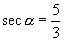 sec α = 5/3